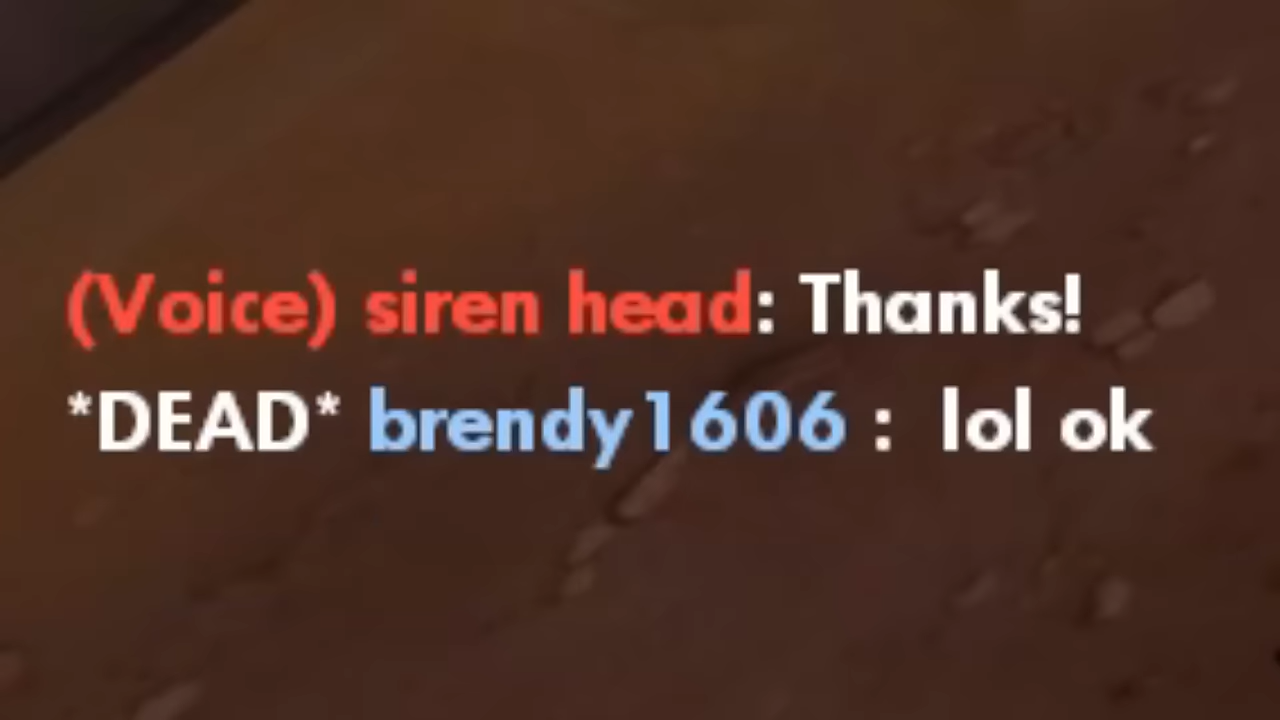 (Voice) siren head: Thanks!
*DEAD* brendy1606 :  lol ok